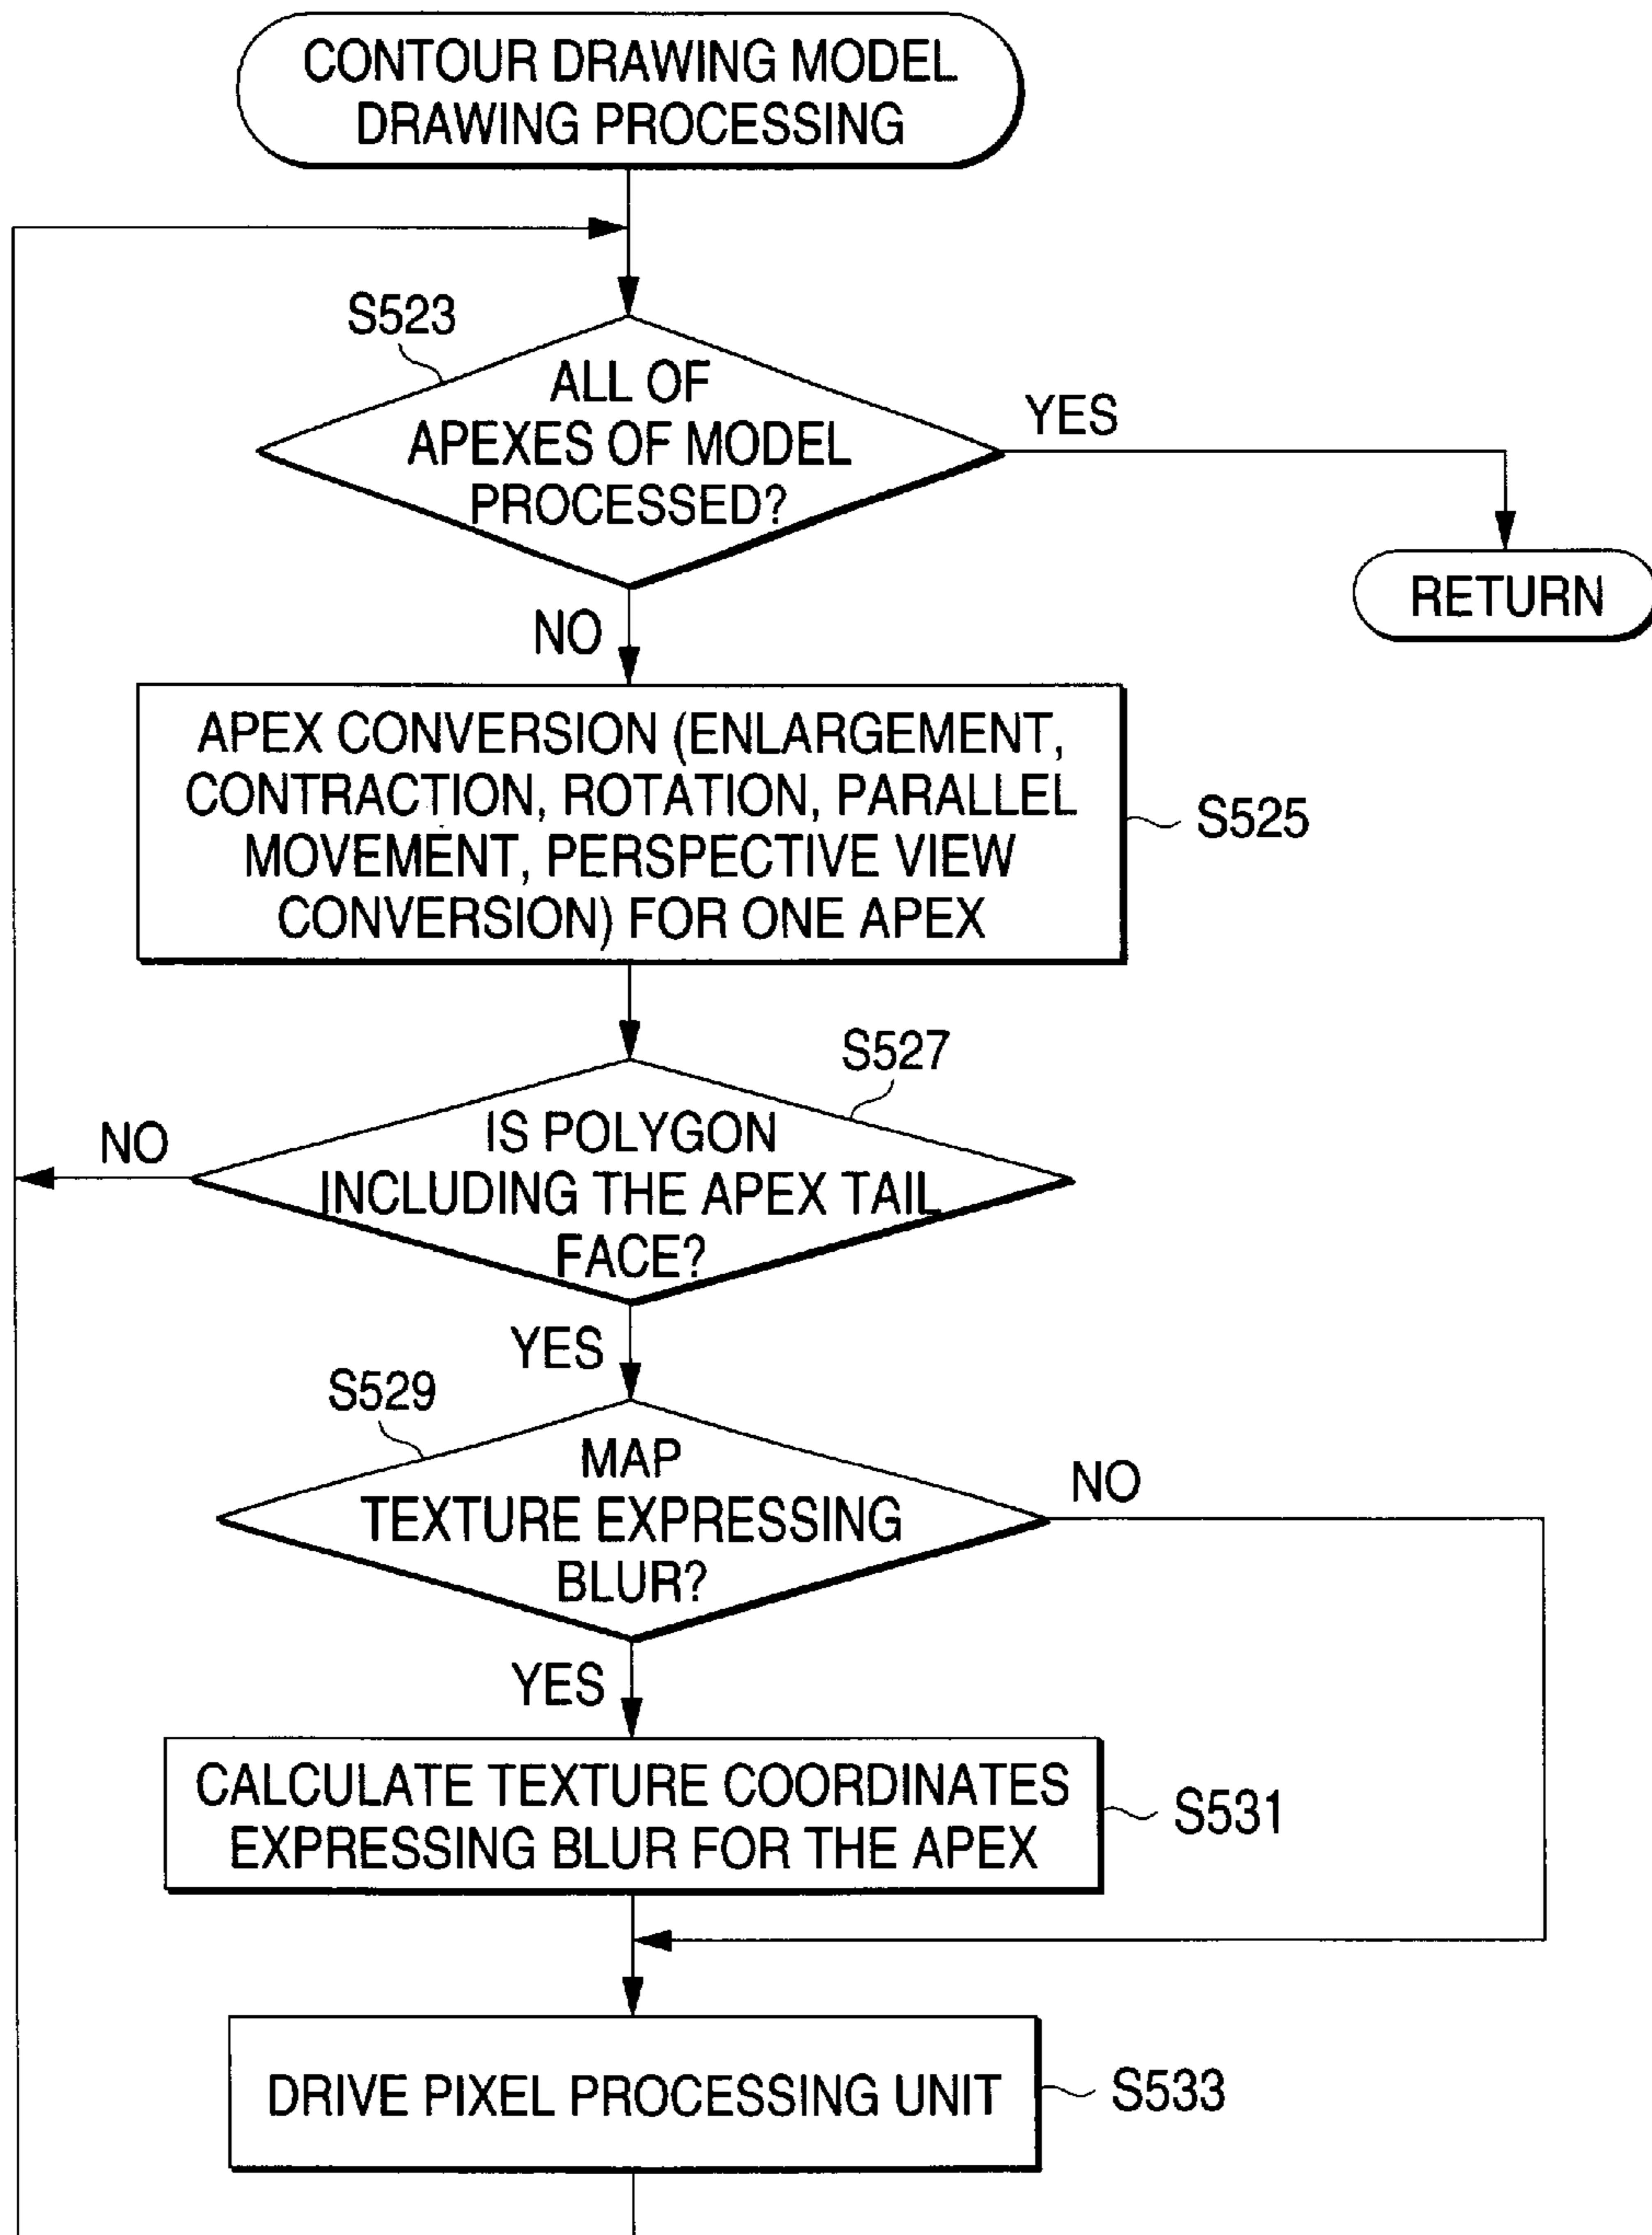 CONTOUR DRAWING MODEL
DRAWING PROCESSING
S523
ALL OF
APEXES OF MODEL
PROCESSED?
YES
RETURN
NO
APEX CONVERSION (ENLARGEMENT,
CONTRACTION, ROTATION, PARALLEL
MOVEMENT, PERSPECTIVE VIEW
CONVERSION) FOR ONE APEX
S525
S527
IS POLYGON
INCLUDING THE APEX TAIL
FACE?
NO
YES
S529
MAP
TEXTURE EXPRESSING
BLUR?
NO
YES
CALCULATE TEXTURE COORDINATES
EXPRESSING BLUR FOR THE APEX
S531
DRIVE PIXEL PROCESSING UNIT
S533